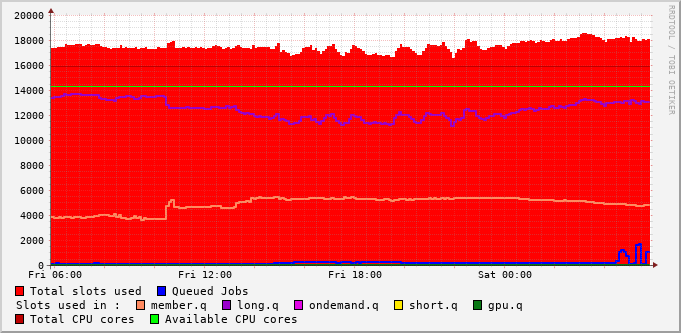 20000
18000
16000
14000
12000
10000
8000
6000
4000
2000
0
Fri 06:00 Fri 12:00 Fri 18:00 Sat 00:00
Total slots used Queued Jobs
Slots used in : member.q long.q ondemand.q short.q gpu.q
Total CPU cores Available CPU cores
RRDTOOL / TOBI OETIKER